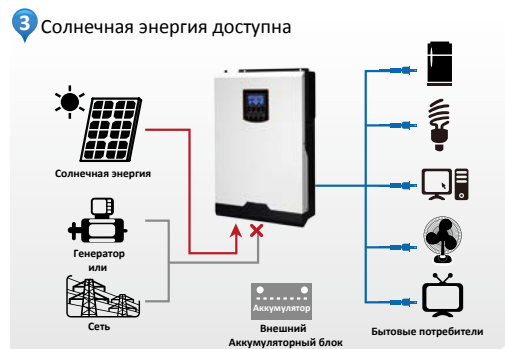 3 Солнечная энергия доступна
Солнечная энергия
Генератор
или
Сеть
Аккумулятор
Внешний
Аккумуляторный блок
Бытовые потребители